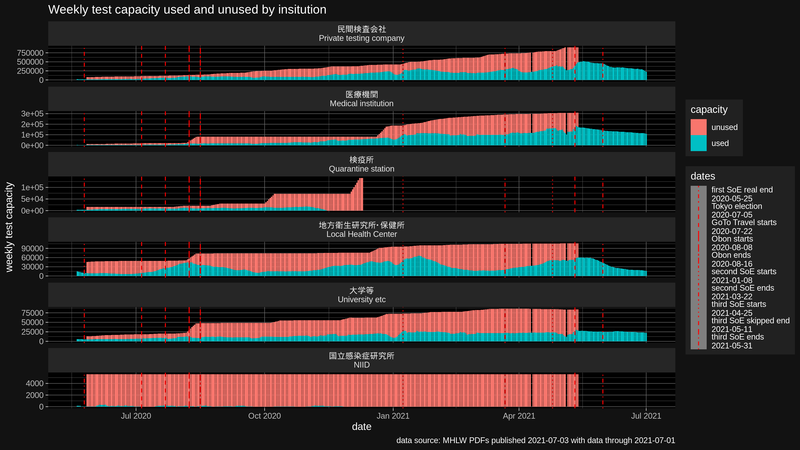 Weekly test capacity used and unused by insitution
民間検査会社
Private testing company
750000
500000
250000
0
医療機関
Medical institution
3e+05
2e+05
1e+05
0e+00
検疫所
Quarantine station
1e+05
5e+04
0e+00
地方衛生研究所・保健所
Local Health Center
90000
60000
30000
0
大学等
University etc
75000
50000
25000
0
国立感染症研究所
NIID
4000
2000
0
weekly test capacity
Jul 2020
Oct 2020
Jan 2021
Apr 2021
Jul 2021
date
capacity
unused
used
dates
first SoE real end
2020-05-25
Tokyo election
2020-07-05
GoTo Travel starts
2020-07-22
Obon starts
2020-08-08
Obon ends
2020-08-16
second SoE starts
2021-01-08
second SoE ends
2021-03-22
third SoE starts
2021-04-25
third SoE skipped end
2021-05-11
third SoE ends
2021-05-31
data source: MHLW PDFs published 2021-07-03 with data through 2021-07-01